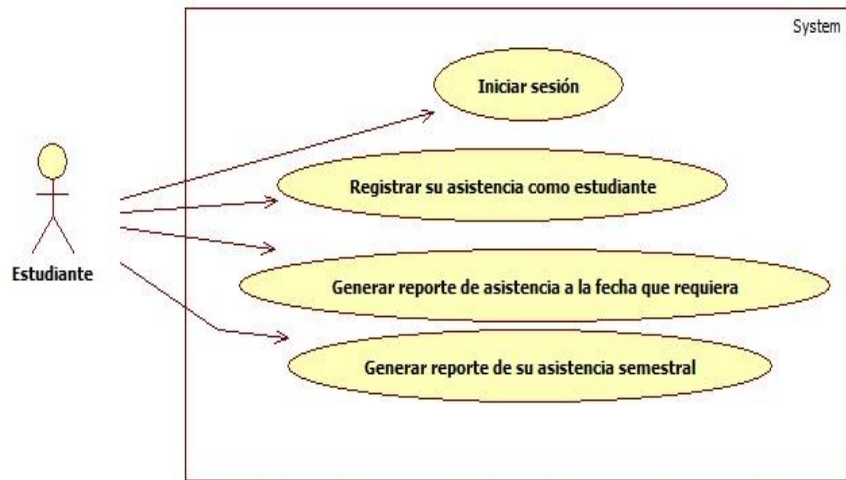 System
Iniciar sesión
Registrar su asistencia como estudiante
Estudiante
Generar reporte de asistencia a la fecha que requiera
Generar reporte de su asistencia semestral